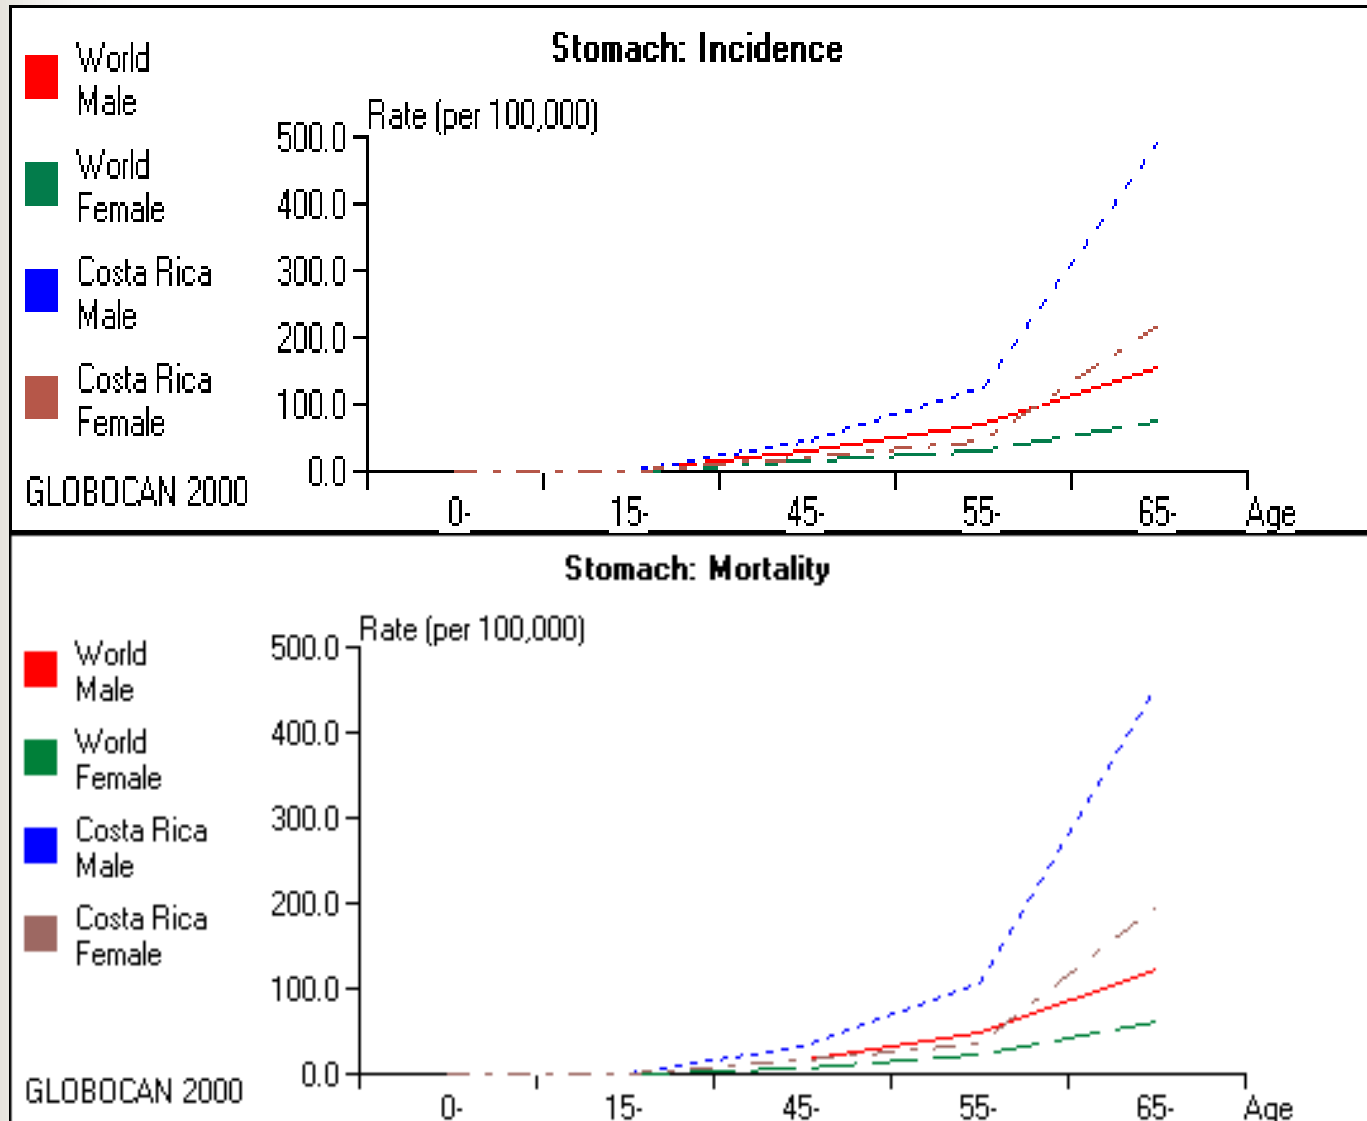 Stomach: Incidence
World
Male
World
Female
Costa Rica
Male
Costa Rica
Female
GLOBOCAN 2000
Rate (per 100,000)
500.0
400.0
300.0
200.0
100.0
0.0
0- 15- 45- 55- 65- Age
Stomach: Mortality
World
Male
World
Female
Costa Rica
Male
Costa Rica
Female
GLOBOCAN 2000
Rate (per 100,000)
500.0
400.0
300.0
200.0
100.0
0.0
0- 15- 45- 55- 65- Age